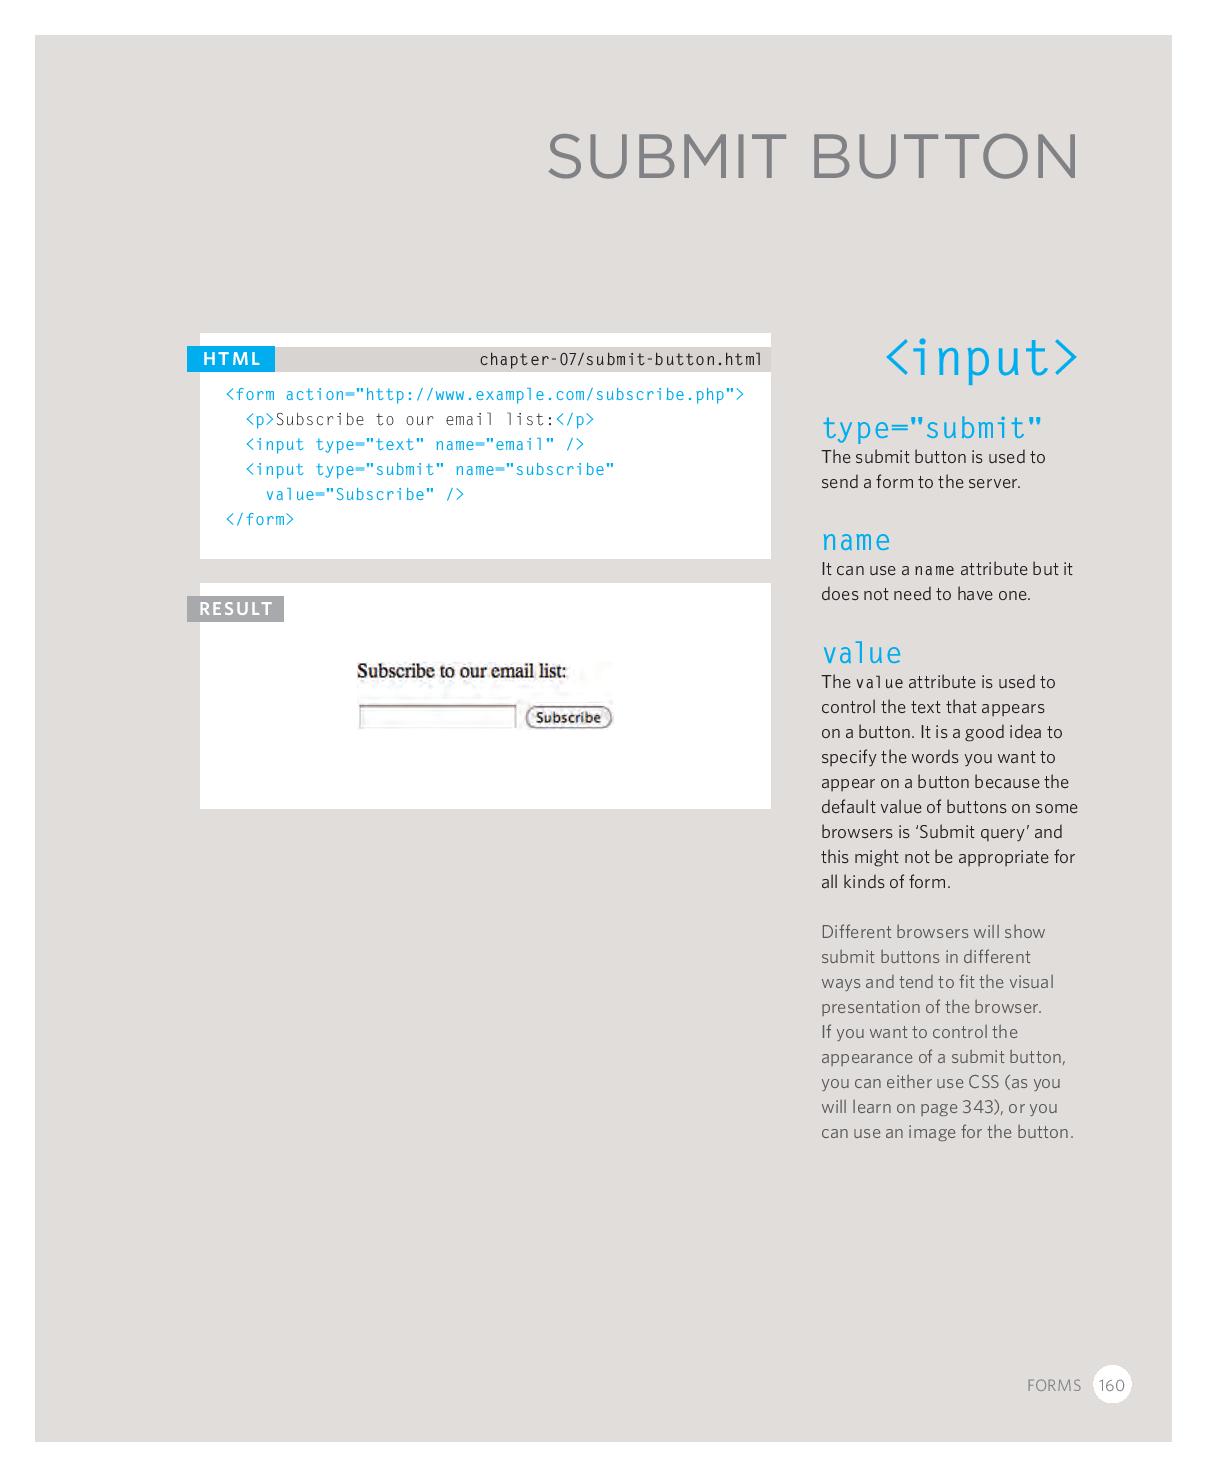 SUBMIT BUTTON
HTML
chapter-07/submit-button.html
<form action="http://www.example.com/subscribe.php">
<p>Subscribe to our email list:</p>
<input type="text" name="email" />
<input type="submit" name="subscribe"
value="Subscribe" />
</form>
RESULT
Subscribe to our email list:
Subscribe
<input>
type="submit"
The submit button is used to
send a form to the server.
name
It can use a name attribute but it
does not need to have one.
value
The value attribute is used to
control the text that appears
on a button. It is a good idea to
specify the words you want to
appear on a button because the
default value of buttons on some
browsers is ‘Submit query’ and
this might not be appropriate for
all kinds of form.
Different browsers will show
submit buttons in different
ways and tend to fit the visual
presentation of the browser.
If you want to control the
appearance of a submit button,
you can either use CSS (as you
will learn on page 343), or you
can use an image for the button.
FORMS 160